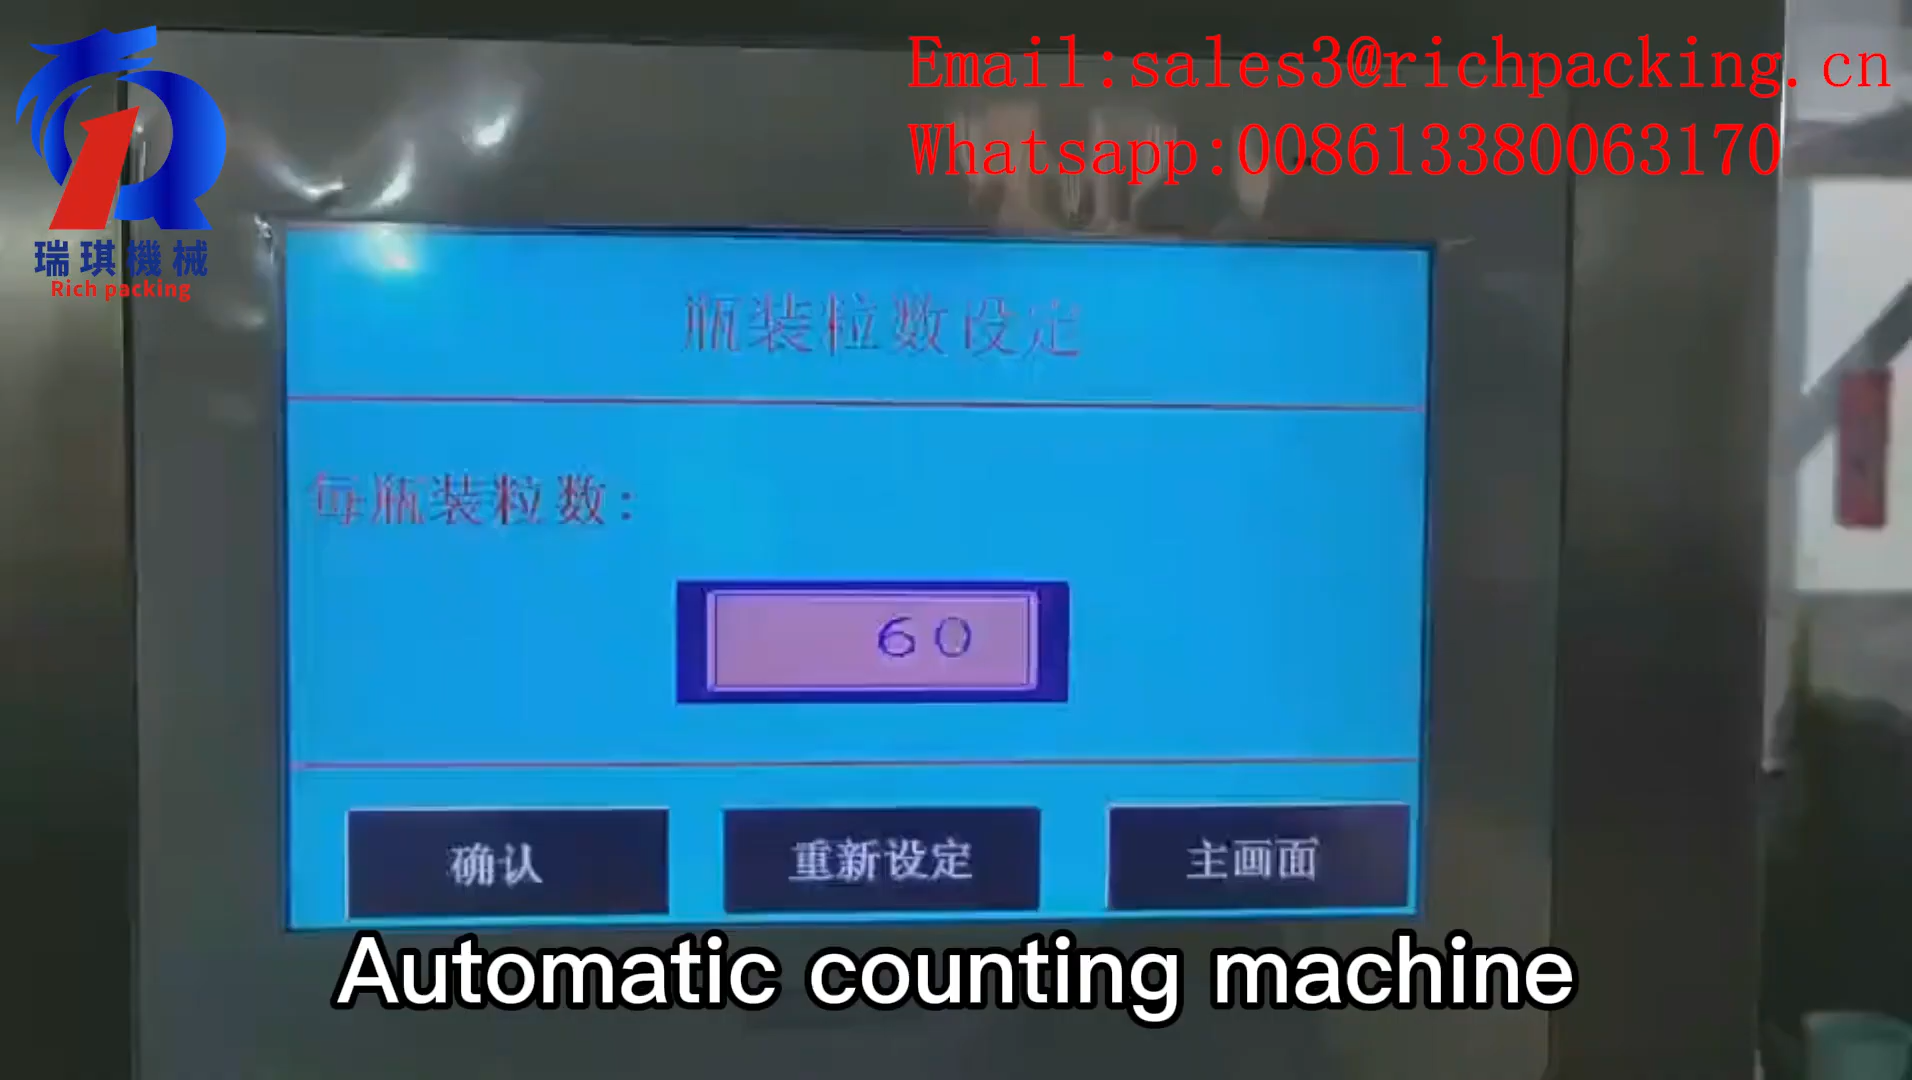 Email:sales3@richpacking.cn
Whatsapp:008613380063170
瑞琪機械
Rich packing
瓶装粒数设定
每瓶装粒数:
60
确认
重新设定
主画面
Automatic counting machine